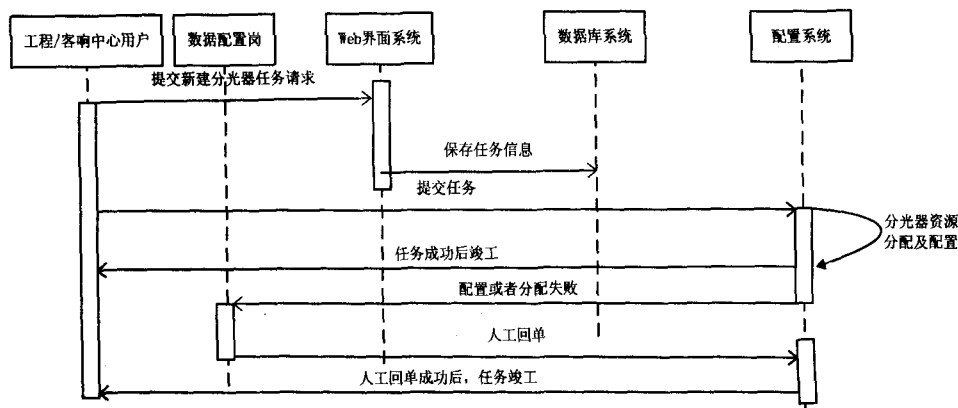 工程/客响中心用户
数据配置岗
Web界面系统
数据库系统
配置系统
提交新建分光器任务请求
保存任务信息
提交任务
分光器资源
分配及配置
任务成功后竣工
配置或者分配失败
人工回单
人工回单成功后，任务竣工